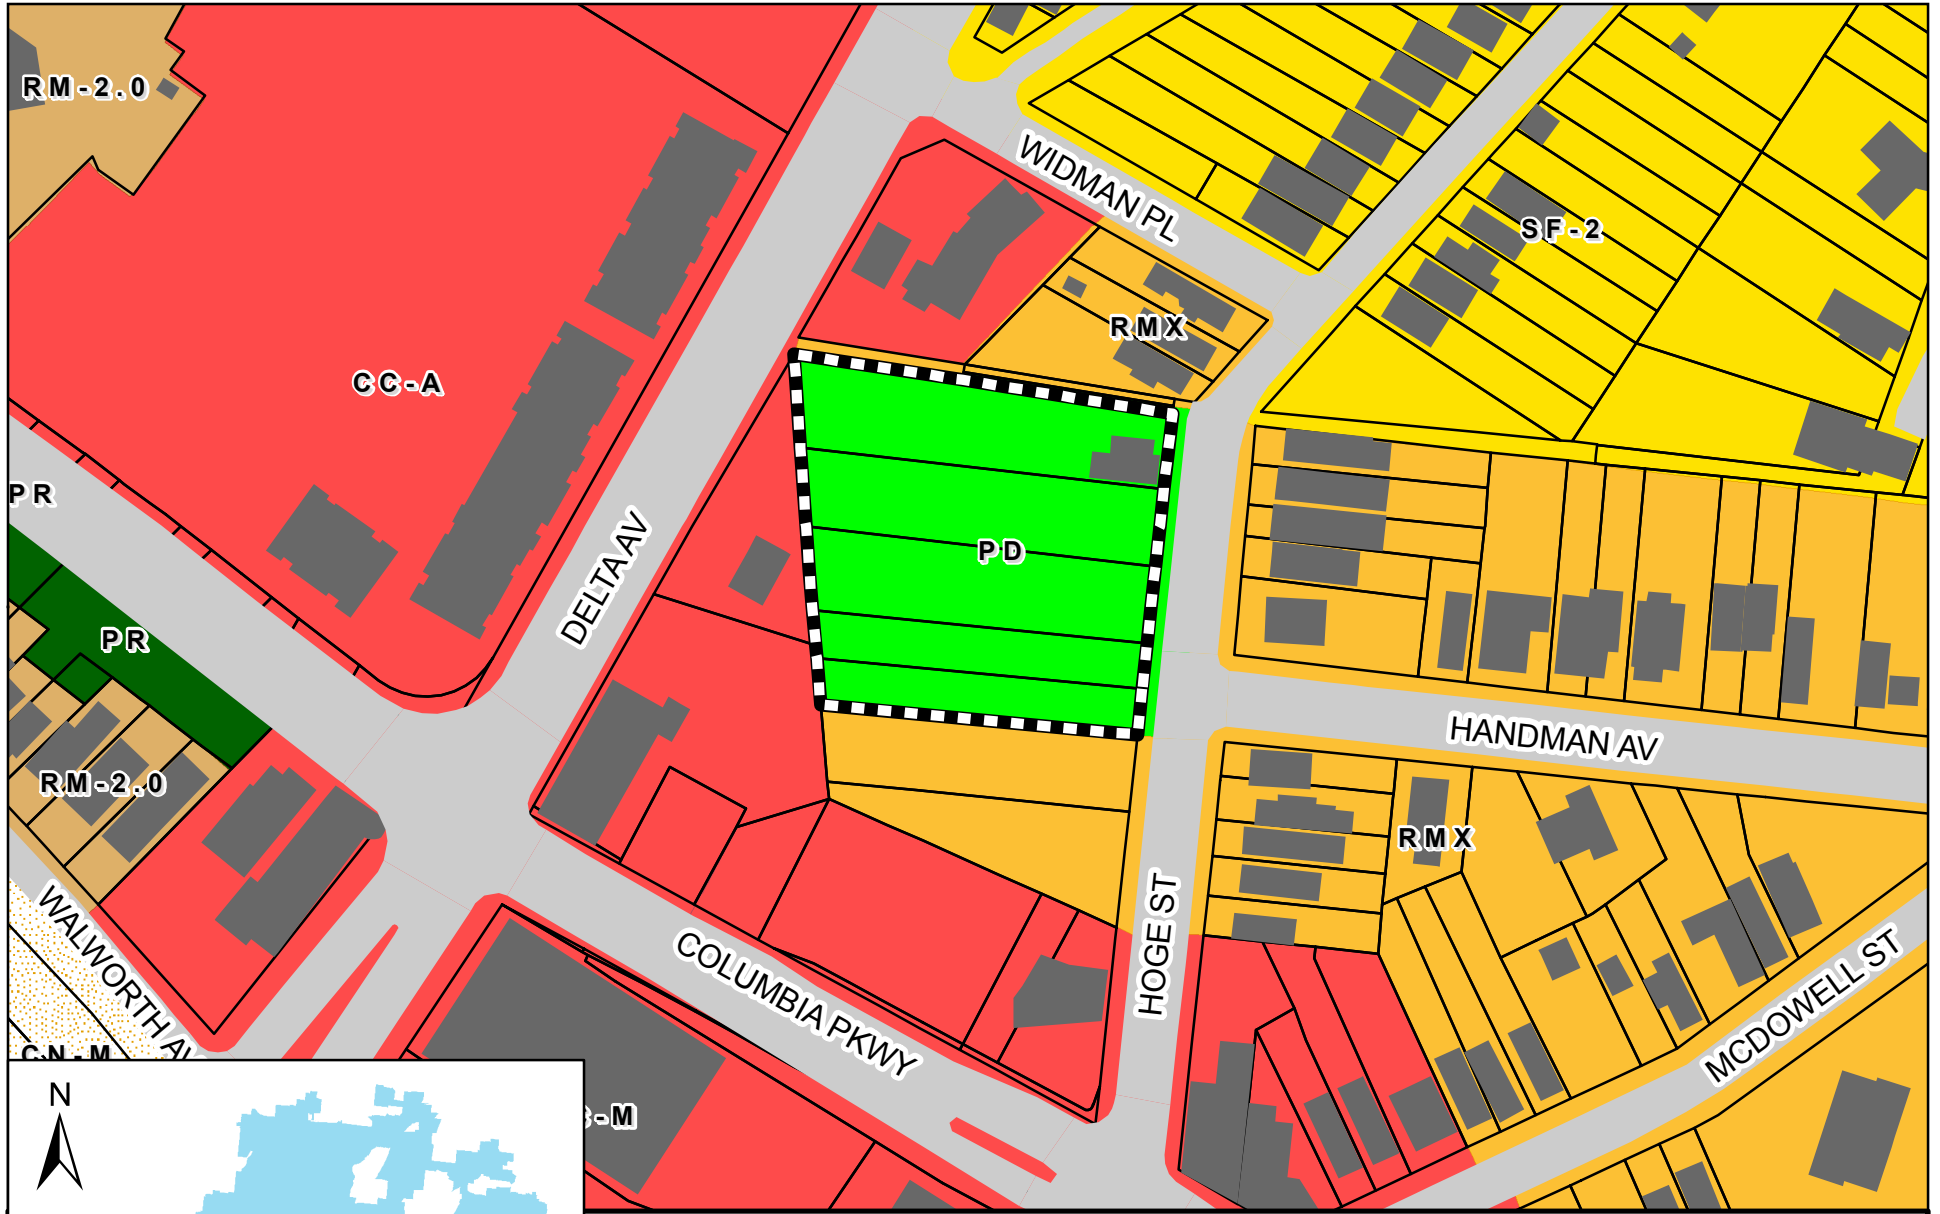 RM-2.0
WIDMAN PL
SF-2
RMX
CC-A
PR
DELTA AV
PD
PR
HANDMAN AV
RM-2.0
RMX
WALWORTH AV
COLUMBIA PKWY
HOGE ST
MCDOWELL ST
CN-M
N
-M